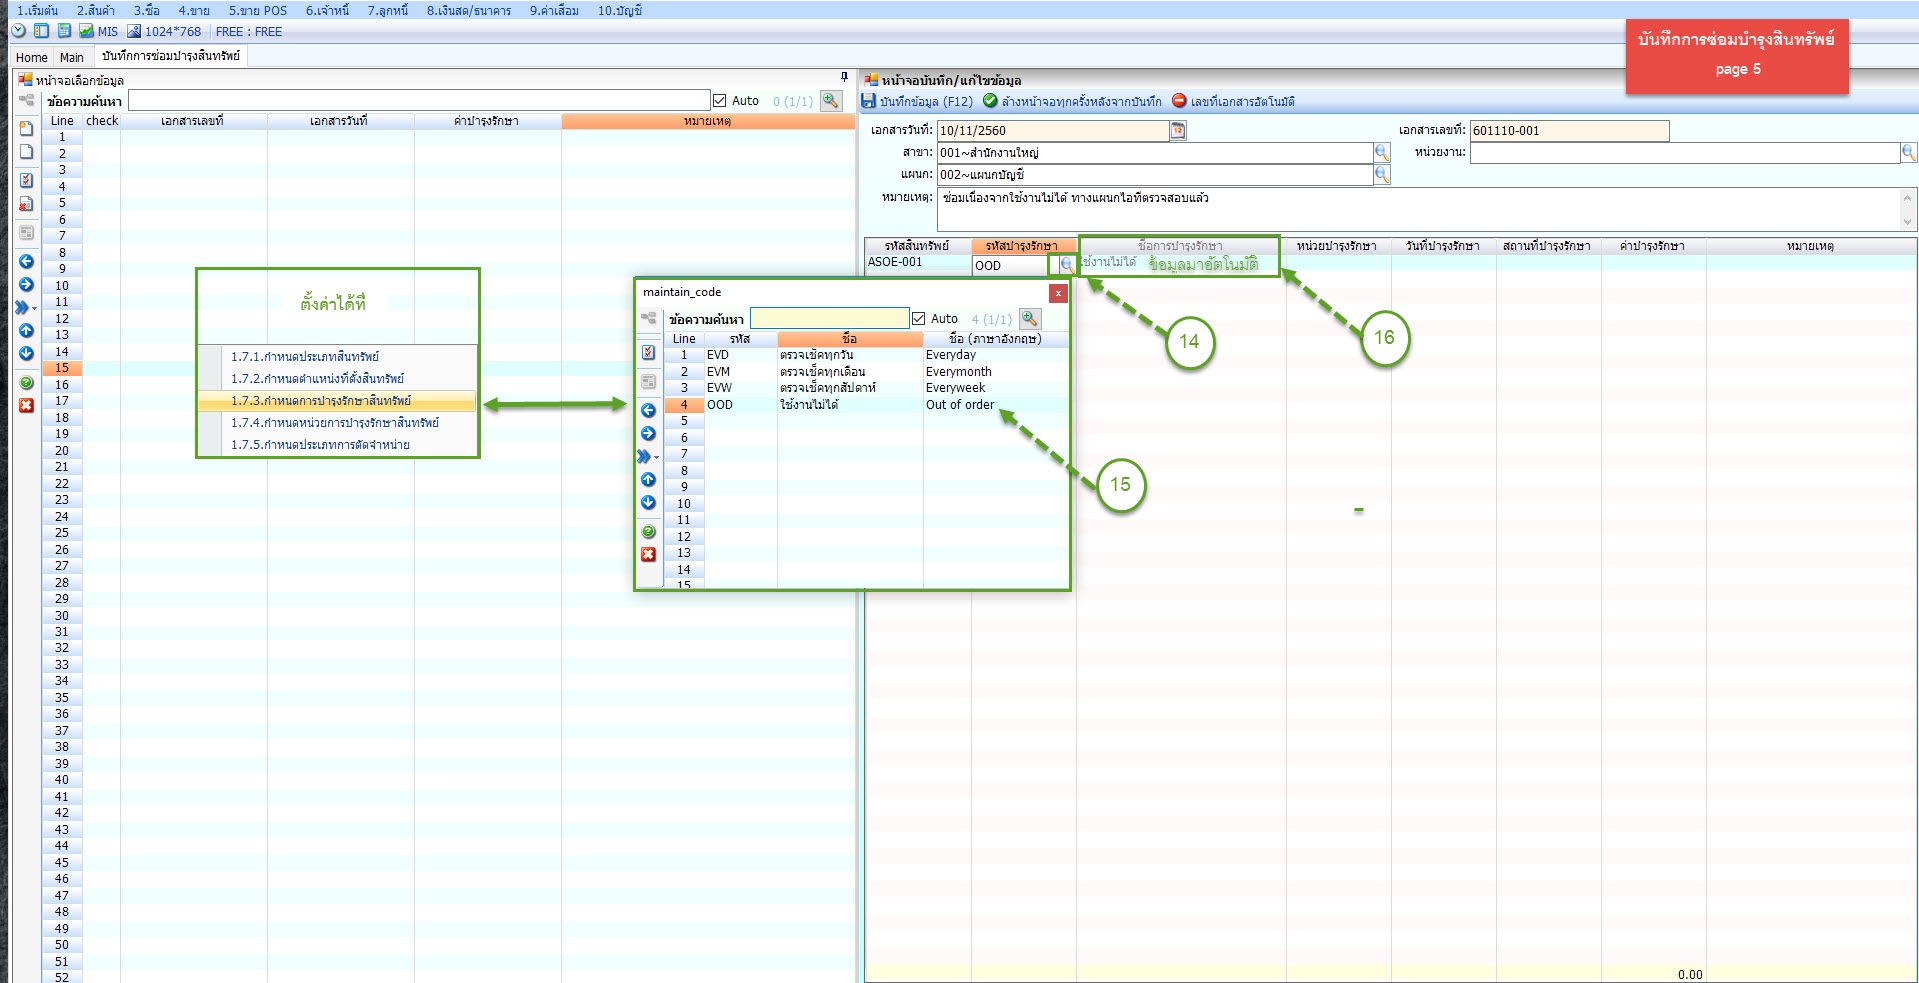 1.เริ่มต้น 2.สินค้า 3.ซื้อ 4.ขาย 5.ขาย POS 6.เจ้าหนี้ 7.ลูกหนี้ 8.เงินสด/ธนาคาร 9.ค่าเสื่อม 10.บัญชี
MIS 1024*768 FREE : FREE
Home Main บันทึกการซ่อมบำรุงสินทรัพย์
บันทึกการซ่อมบำรุงสินทรัพย์
page 5
หน้าจอเลือกข้อมูล
ข้อความค้นหา Auto 0 (1/1)
Line check เอกสารเลขที่ เอกสารวันที่ ค่าบำรุงรักษา หมายเหตุ
1
2
3
4
5
6
7
8
9
10
11
12
13
14
15
16
17
18
19
20
21
22
23
24
25
26
27
28
29
30
31
32
33
34
35
36
37
38
39
40
41
42
43
44
45
46
47
48
49
50
51
52
ตั้งค่าได้ที่
1.7.1.กำหนดประเภทสินทรัพย์
1.7.2.กำหนดตำแหน่งที่ตั้งสินทรัพย์
1.7.3.กำหนดการบำรุงรักษาสินทรัพย์
1.7.4.กำหนดหน่วยการบำรุงรักษาสินทรัพย์
1.7.5.กำหนดประเภทการตัดจำหน่าย
หน้าจอบันทึก/แก้ไขข้อมูล
บันทึกข้อมูล (F12) ล้างหน้าจอทุกครั้งหลังจากบันทึก เลขที่เอกสารอัตโนมัติ
เอกสารวันที่: 10/11/2560 เอกสารเลขที่: 601110-001
สาขา: 001~สำนักงานใหญ่ หน่วยงาน:
แผนก: 002~แผนกบัญชี
หมายเหตุ: ซ่อมเนื่องจากใช้งานไม่ได้ ทางแผนกไอทีตรวจสอบแล้ว
รหัสสินทรัพย์ รหัสบำรุงรักษา ชื่อการบำรุงรักษา หน่วยบำรุงรักษา วันที่บำรุงรักษา สถานที่บำรุงรักษา ค่าบำรุงรักษา หมายเหตุ
ASOE-001 OOD ใช้งานไม่ได้ ข้อมูลมาอัตโนมัติ
maintain_code
ข้อความค้นหา Auto 4 (1/1)
Line รหัส ชื่อ ชื่อ (ภาษาอังกฤษ)
1 EVD ตรวจเช็คทุกวัน Everyday
2 EVM ตรวจเช็คทุกเดือน Everymonth
3 EVW ตรวจเช็คทุกสัปดาห์ Everyweek
4 OOD ใช้งานไม่ได้ Out of order
5
6
7
8
9
10
11
12
13
14
15
14
16
15
-
0.00